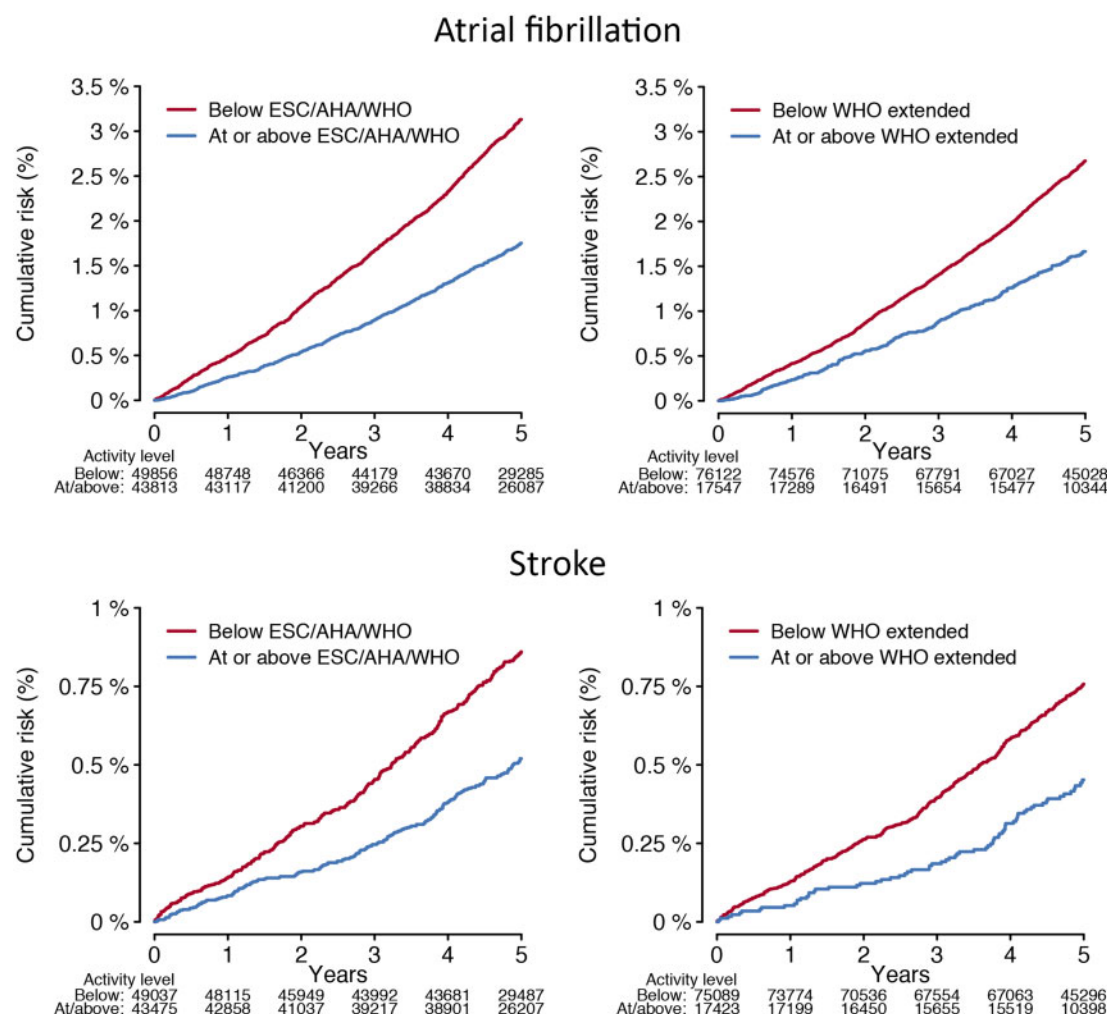 Atrial fibrillation
3.5 %
3 %
2.5 %
2 %
1.5 %
1 %
0.5 %
0 %
Cumulative risk (%)
Below ESC/AHA/WHO
At or above ESC/AHA/WHO
0 1 2 3 4 5
Years
Activity level
Below: 49856 48748 46366 44179 43670 29285
At/above: 43813 43117 41200 39266 38834 26087
3.5 %
3 %
2.5 %
2 %
1.5 %
1 %
0.5 %
0 %
Cumulative risk (%)
Below WHO extended
At or above WHO extended
0 1 2 3 4 5
Years
Activity level
Below: 76122 74576 71075 67791 67027 45028
At/above: 17547 17289 16491 15654 15477 10344
Stroke
1 %
0.75 %
0.5 %
0.25 %
0 %
Cumulative risk (%)
Below ESC/AHA/WHO
At or above ESC/AHA/WHO
0 1 2 3 4 5
Years
Activity level
Below: 49037 48115 45949 43992 43681 29487
At/above: 43475 42858 41037 39217 38901 26207
1 %
0.75 %
0.5 %
0.25 %
0 %
Cumulative risk (%)
Below WHO extended
At or above WHO extended
0 1 2 3 4 5
Years
Activity level
Below: 75089 73774 70536 67554 67063 45296
At/above: 17423 17199 16450 15655 15519 10398